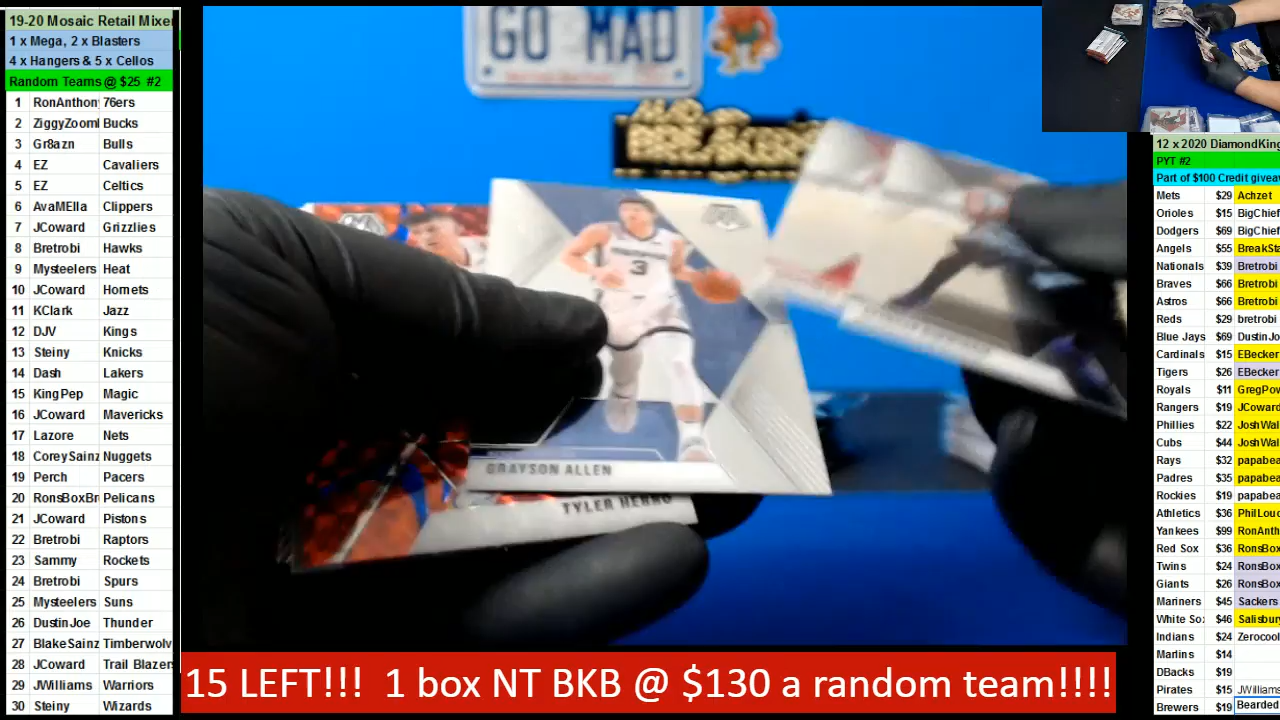 19-20 Mosaic Retail Mixer
1 x Mega, 2 x Blasters
4 x Hangers & 5 x Cellos
Random Teams @ $25 #2
1 RonAnthony 76ers
2 ZiggyZooml Bucks
3 Gr8azn Bulls
4 EZ Cavaliers
5 EZ Celtics
6 AvaMElla Clippers
7 JCoward Grizzlies
8 Bretrobi Hawks
9 Mysteelers Heat
10 JCoward Hornets
11 KClark Jazz
12 DJV Kings
13 Steiny Knicks
14 Dash Lakers
15 KingPep Magic
16 JCoward Mavericks
17 Lazore Nets
18 CoreySainz Nuggets
19 Perch Pacers
20 RonsBoxBr Pelicans
21 JCoward Pistons
22 Bretrobi Raptors
23 Sammy Rockets
24 Bretrobi Spurs
25 Mysteelers Suns
26 DustinJoe Thunder
27 BlakeSainz Timberwolv
28 JCoward Trail Blazers
29 JWilliams Warriors
30 Steiny Wizards
GO MAD
BREAKERS
3
GRAYSON ALLEN
TYLER HERRO
15 LEFT!!! 1 box NT BKB @ $130 a random team!!!!
12 x 2020 DiamondKing
PYT #2
Part of $100 Credit giveav
Mets $29 Achzet
Orioles $15 BigChief
Dodgers $69 BigChief
Angels $55 BreakSta
Nationals $39 Bretrobi
Braves $66 Bretrobi
Astros $66 Bretrobi
Reds $29 bretrobi
Blue Jays $69 DustinJo
Cardinals $15 EBecker
Tigers $26 EBecker
Royals $11 GregPow
Rangers $19 JCoward
Phillies $22 JoshWal
Cubs $44 JoshWal
Rays $32 papabea
Padres $35 papabea
Rockies $19 papabea
Athletics $36 PhilLouc
Yankees $99 RonAnth
Red Sox $36 RonsBox
Twins $24 RonsBox
Giants $26 RonsBox
Mariners $45 Sackers
White Sox $46 Salisbury
Indians $24 Zerocool
Marlins $14
DBacks $19
Pirates $15 JWilliams
Brewers $19 Bearded